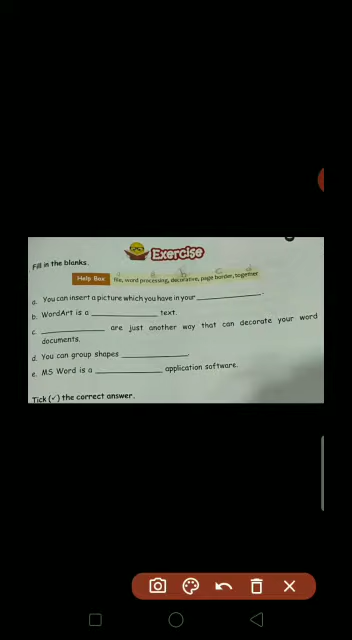 Exercise
Fill in the blanks.
a e b c d
Help Box file, word processing, decorative, page border, together
a. You can insert a picture which you have in your ____________.
b. WordArt is a ____________ text.
c. ____________ are just another way that can decorate your word
documents.
d. You can group shapes ____________.
e. MS Word is a ____________ application software.
Tick (✓) the correct answer.